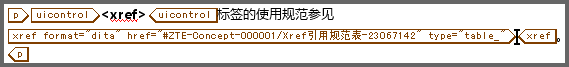 p uicontrol <xref> uicontrol 标签的使用规范参见
xref format="dita" href="#ZTE-Concept-000001/Xref引用规范表-23067142" type="table_" xref 。
p